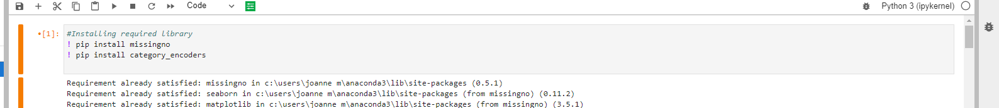 Code
Python 3 (ipykernel)
[1]:
#Installing required library
! pip install missingno
! pip install category_encoders
Requirement already satisfied: missingno in c:\users\joanne m\anaconda3\lib\site-packages (0.5.1)
Requirement already satisfied: seaborn in c:\users\joanne m\anaconda3\lib\site-packages (from missingno) (0.11.2)
Requirement already satisfied: matplotlib in c:\users\joanne m\anaconda3\lib\site-packages (from missingno) (3.5.1)